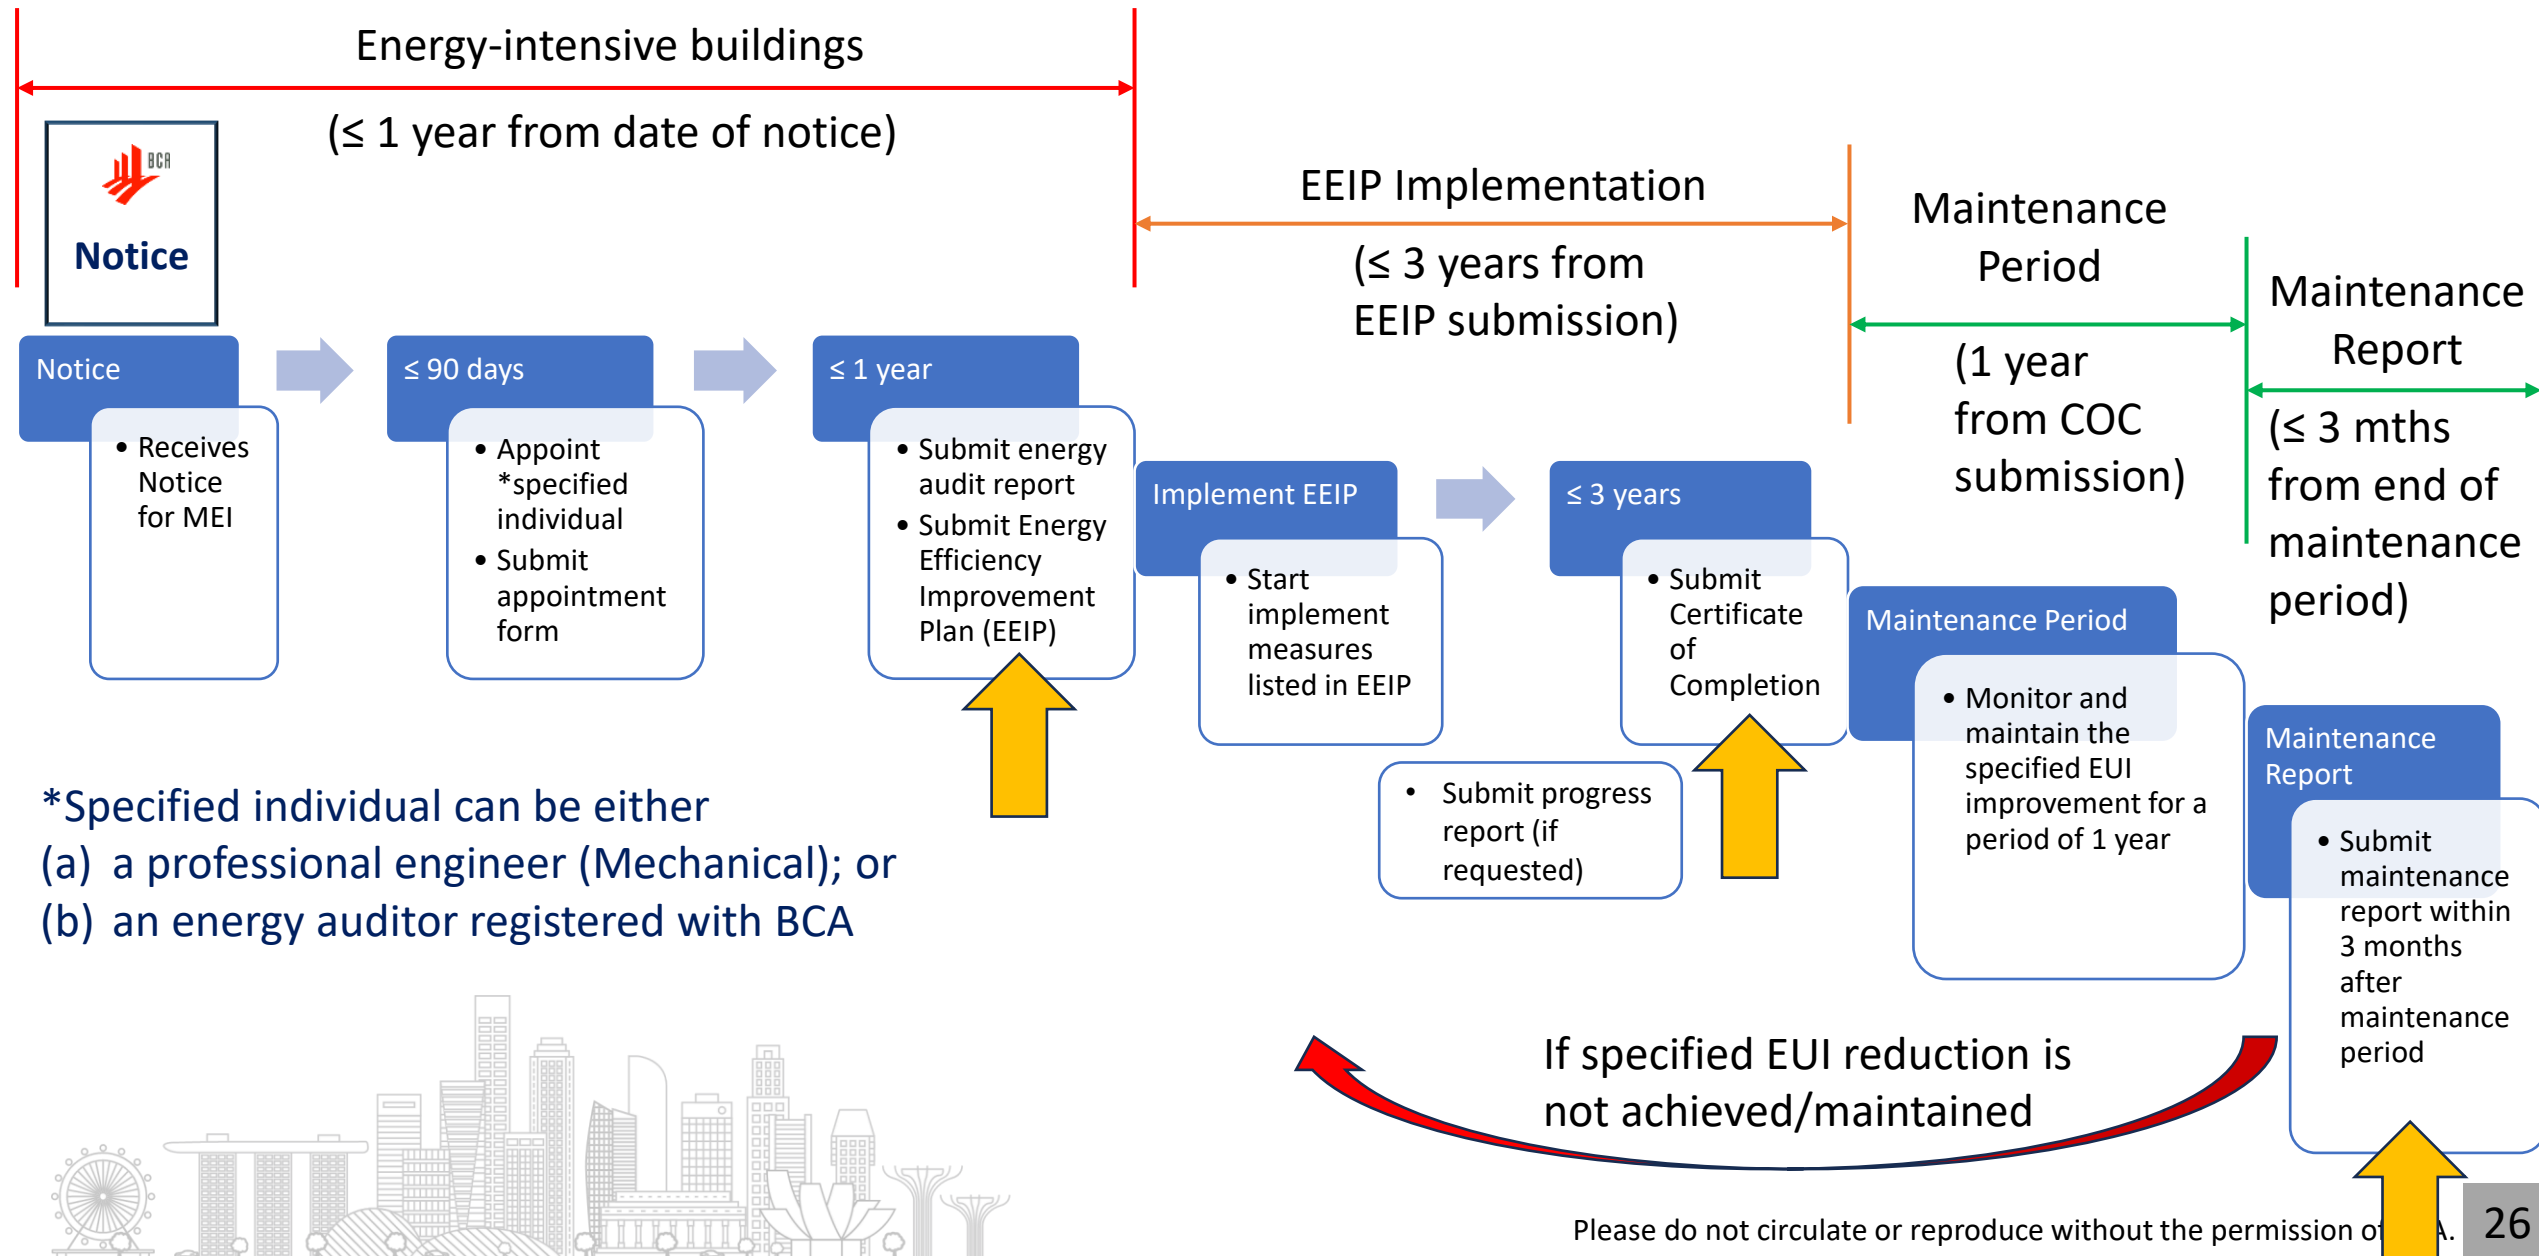 Energy-intensive buildings
(≤ 1 year from date of notice)
BCA
Notice
EEIP Implementation
(≤ 3 years from
EEIP submission)
Maintenance
Period
(1 year
from COC
submission)
Maintenance
Report
(≤ 3 mths
from end of
maintenance
period)
Notice
• Receives
Notice
for MEI
≤ 90 days
• Appoint
*specified
individual
• Submit
appointment
form
≤ 1 year
• Submit energy
audit report
• Submit Energy
Efficiency
Improvement
Plan (EEIP)
Implement EEIP
• Start
implement
measures
listed in EEIP
≤ 3 years
• Submit
Certificate
of
Completion
• Submit progress
report (if
requested)
Maintenance Period
• Monitor and
maintain the
specified EUI
improvement for a
period of 1 year
Maintenance
Report
• Submit
maintenance
report within
3 months
after
maintenance
period
*Specified individual can be either
(a) a professional engineer (Mechanical); or
(b) an energy auditor registered with BCA
If specified EUI reduction is
not achieved/maintained
Please do not circulate or reproduce without the permission
26